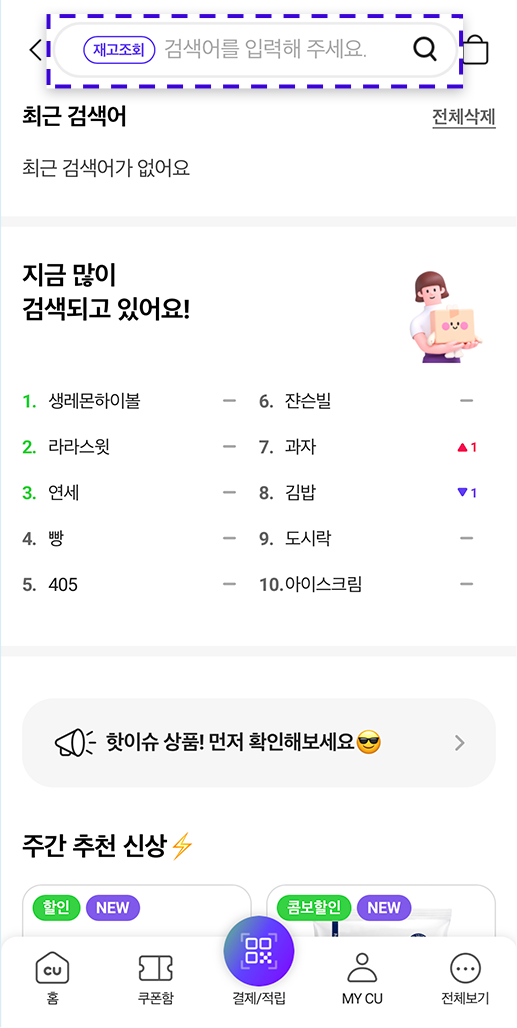 재고조회 검색어를 입력해 주세요.
최근 검색어 전체삭제
최근 검색어가 없어요
지금 많이
검색되고 있어요!
1. 생레몬하이볼 –
2. 라라스윗 –
3. 연세 –
4. 빵 –
5. 405 –
6. 쟌슨빌 –
7. 과자 ▲1
8. 김밥 ▼1
9. 도시락 –
10.아이스크림 –
핫이슈 상품! 먼저 확인해보세요😎
주간 추천 신상⚡
할인 NEW
콤보할인 NEW
CU
홈
쿠폰함
결제/적립
MY CU
전체보기